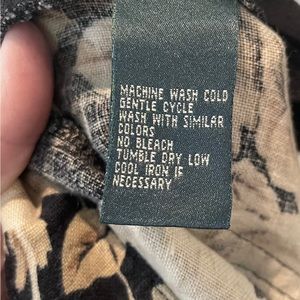 MACHINE WASH COLD
GENTLE CYCLE
WASH WITH SIMILAR
COLORS
NO BLEACH
TUMBLE DRY LOW
COOL IRON IF
NECESSARY